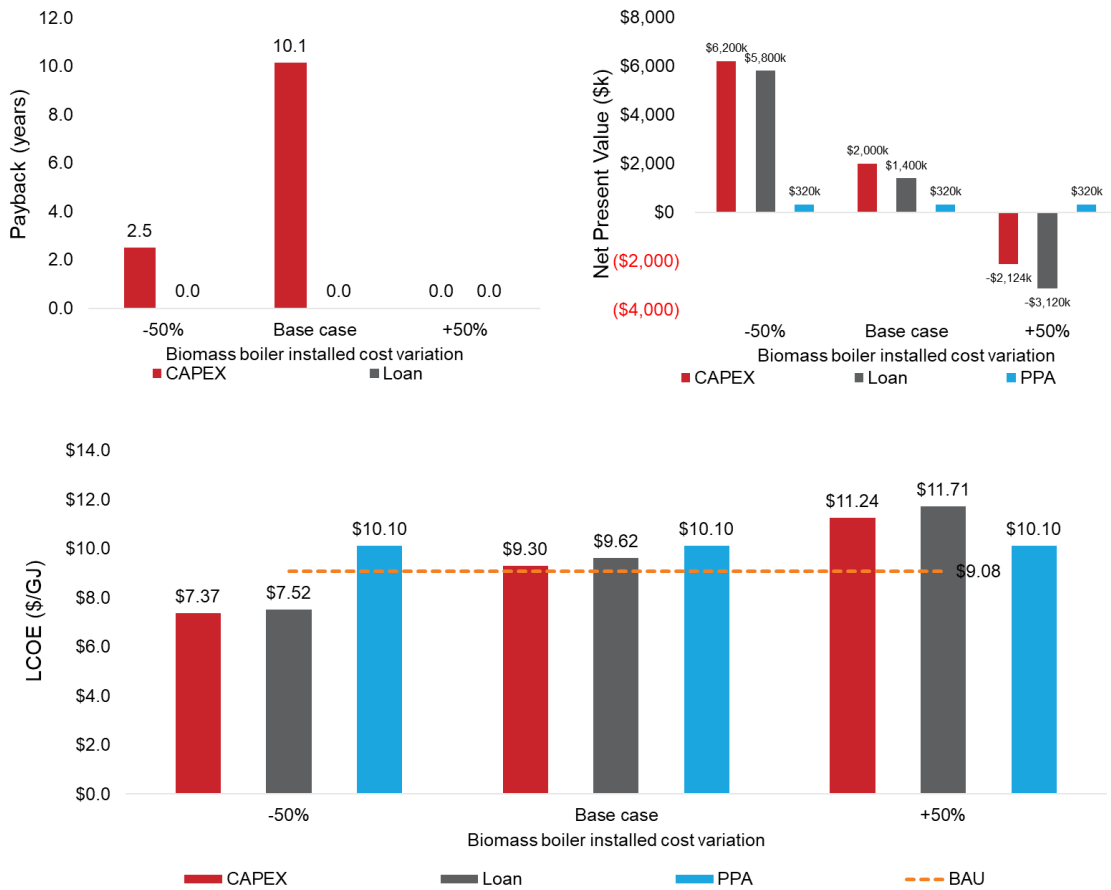 12.0
10.0
8.0
6.0
4.0
2.0
0.0
Payback (years)
2.5
0.0
10.1
0.0
0.0
0.0
-50%
Base case
+50%
Biomass boiler installed cost variation
CAPEX
Loan
$8,000
$6,000
$4,000
$2,000
$0
($2,000)
($4,000)
Net Present Value ($k)
$6,200k
$5,800k
$320k
$2,000k
$1,400k
$320k
-$2,124k
-$3,120k
$320k
-50%
Base case
+50%
Biomass boiler installed cost variation
CAPEX
Loan
PPA
$14.0
$12.0
$10.0
$8.0
$6.0
$4.0
$2.0
$0.0
LCOE ($/GJ)
$7.37
$7.52
$10.10
$9.30
$9.62
$10.10
$11.24
$11.71
$10.10
$9.08
-50%
Base case
+50%
Biomass boiler installed cost variation
CAPEX
Loan
PPA
BAU